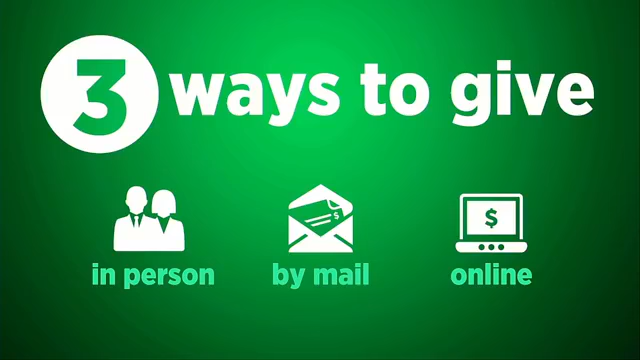 3 ways to give
$
$
in person
by mail
online